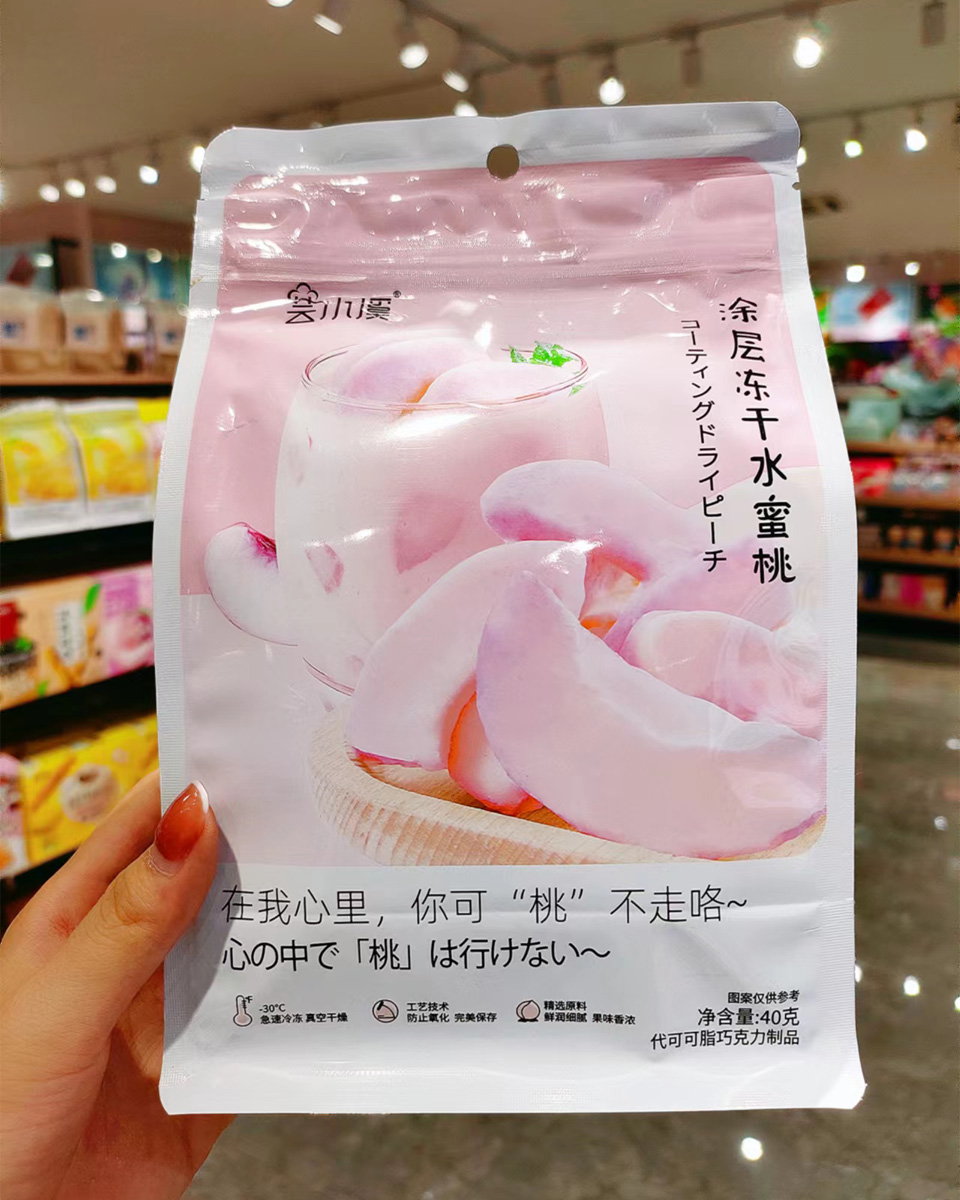 芸小溪®
涂层冻干水蜜桃
コーティングドライピーチ
在我心里，你可“桃”不走咯~
心の中で「桃」は行けない～
-30℃
急速冷冻 真空干燥
工艺技术
防止氧化 完美保存
精选原料
鲜润细腻 果味香浓
图案仅供参考
净含量:40克
代可可脂巧克力制品